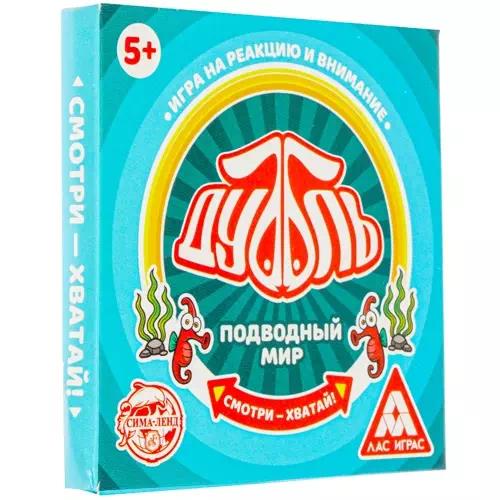 5+
• ИГРА НА РЕАКЦИЮ И ВНИМАНИЕ •
ДУББЛЬ
ПОДВОДНЫЙ
МИР
СМОТРИ – ХВАТАЙ!
СИМА-ЛЕНД
ЛАС ИГРАС
СМОТРИ — ХВАТАЙ!